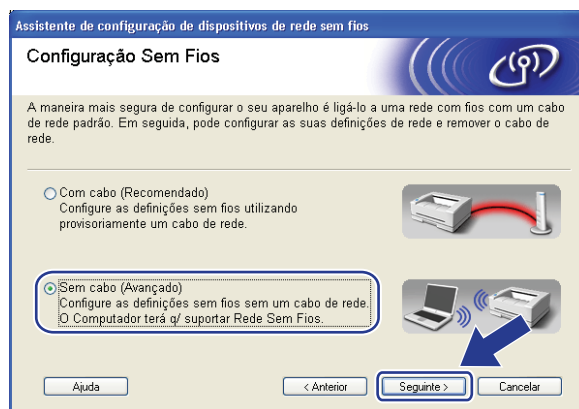 Assistente de configuração de dispositivos de rede sem fios
Configuração Sem Fios
A maneira mais segura de configurar o seu aparelho é ligá-lo a uma rede com fios com um cabo
de rede padrão. Em seguida, pode configurar as suas definições de rede e remover o cabo de
rede.
Com cabo (Recomendado)
Configure as definições sem fios utilizando
provisoriamente um cabo de rede.
Sem cabo (Avançado)
Configure as definições sem fios sem um cabo de rede.
O Computador terá q/ suportar Rede Sem Fios.
Ajuda
< Anterior
Seguinte >
Cancelar